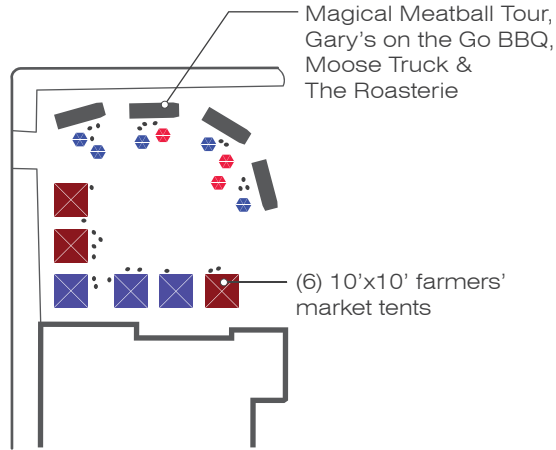 Magical Meatball Tour,
Gary’s on the Go BBQ,
Moose Truck &
The Roasterie
(6) 10’x10’ farmers’
market tents